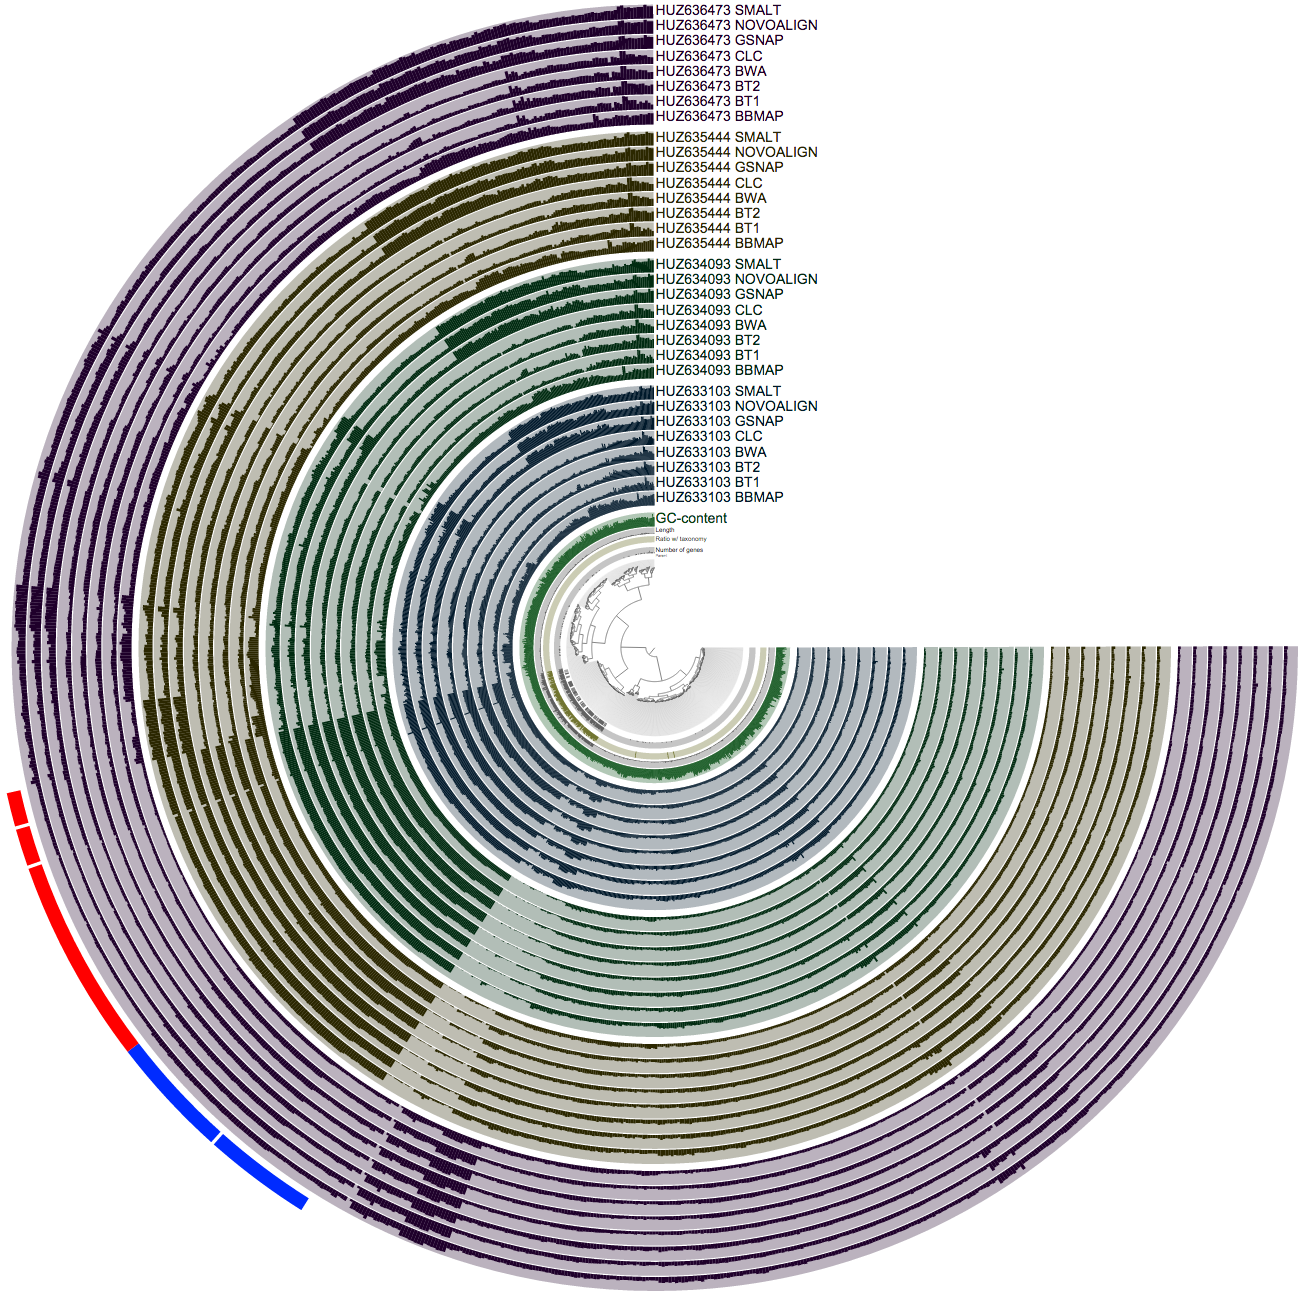 HUZ636473 SMALT
HUZ636473 NOVOALIGN
HUZ636473 GSNAP
HUZ636473 CLC
HUZ636473 BWA
HUZ636473 BT2
HUZ636473 BT1
HUZ636473 BBMAP
HUZ635444 SMALT
HUZ635444 NOVOALIGN
HUZ635444 GSNAP
HUZ635444 CLC
HUZ635444 BWA
HUZ635444 BT2
HUZ635444 BT1
HUZ635444 BBMAP
HUZ634093 SMALT
HUZ634093 NOVOALIGN
HUZ634093 GSNAP
HUZ634093 CLC
HUZ634093 BWA
HUZ634093 BT2
HUZ634093 BT1
HUZ634093 BBMAP
HUZ633103 SMALT
HUZ633103 NOVOALIGN
HUZ633103 GSNAP
HUZ633103 CLC
HUZ633103 BWA
HUZ633103 BT2
HUZ633103 BT1
HUZ633103 BBMAP
GC-content
Length
Ratio w/ taxonomy
Number of genes